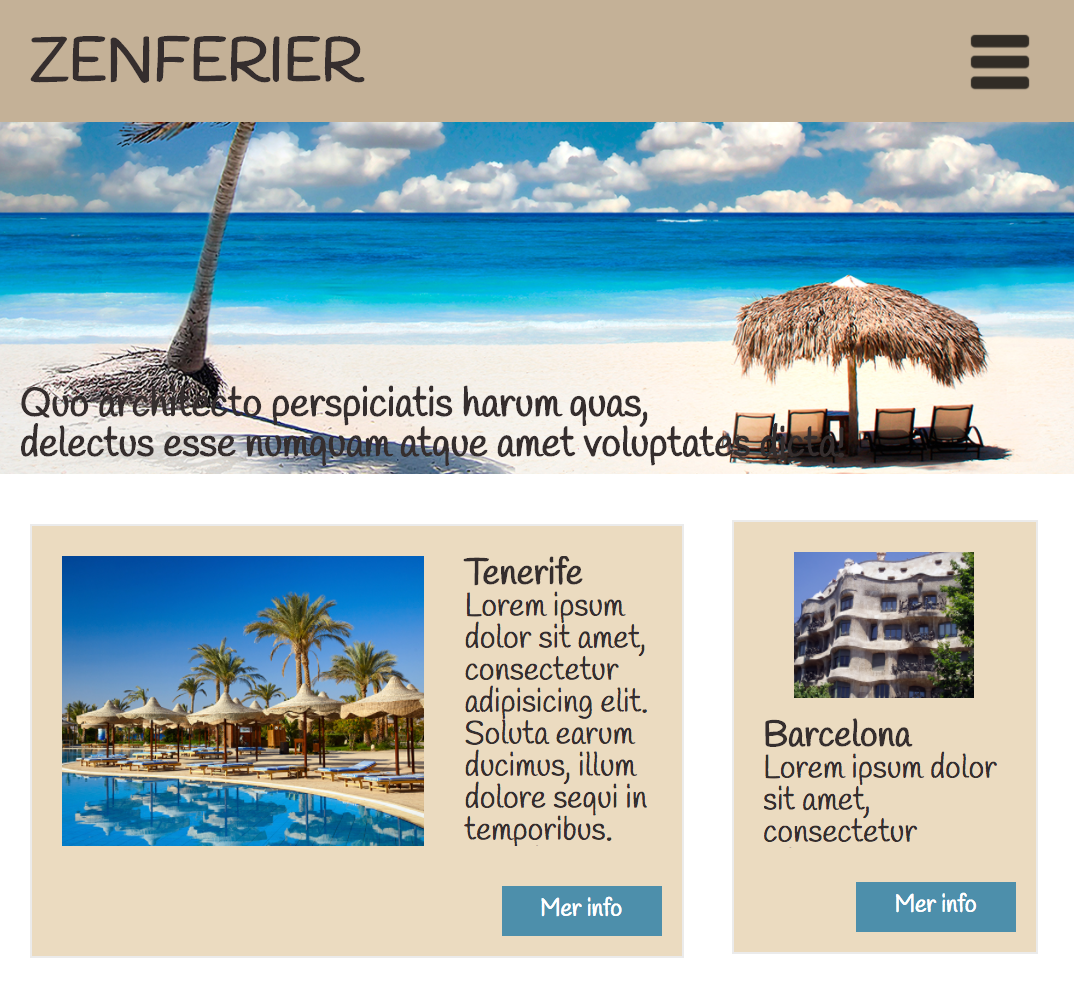 ZENFERIER
Quo architecto perspiciatis harum quas,
delectus esse numquam atque amet voluptates dicta
Tenerife
Lorem ipsum
dolor sit amet,
consectetur
adipisicing elit.
Soluta earum
ducimus, illum
dolore sequi in
temporibus.
Mer info
Barcelona
Lorem ipsum dolor
sit amet,
consectetur
Mer info